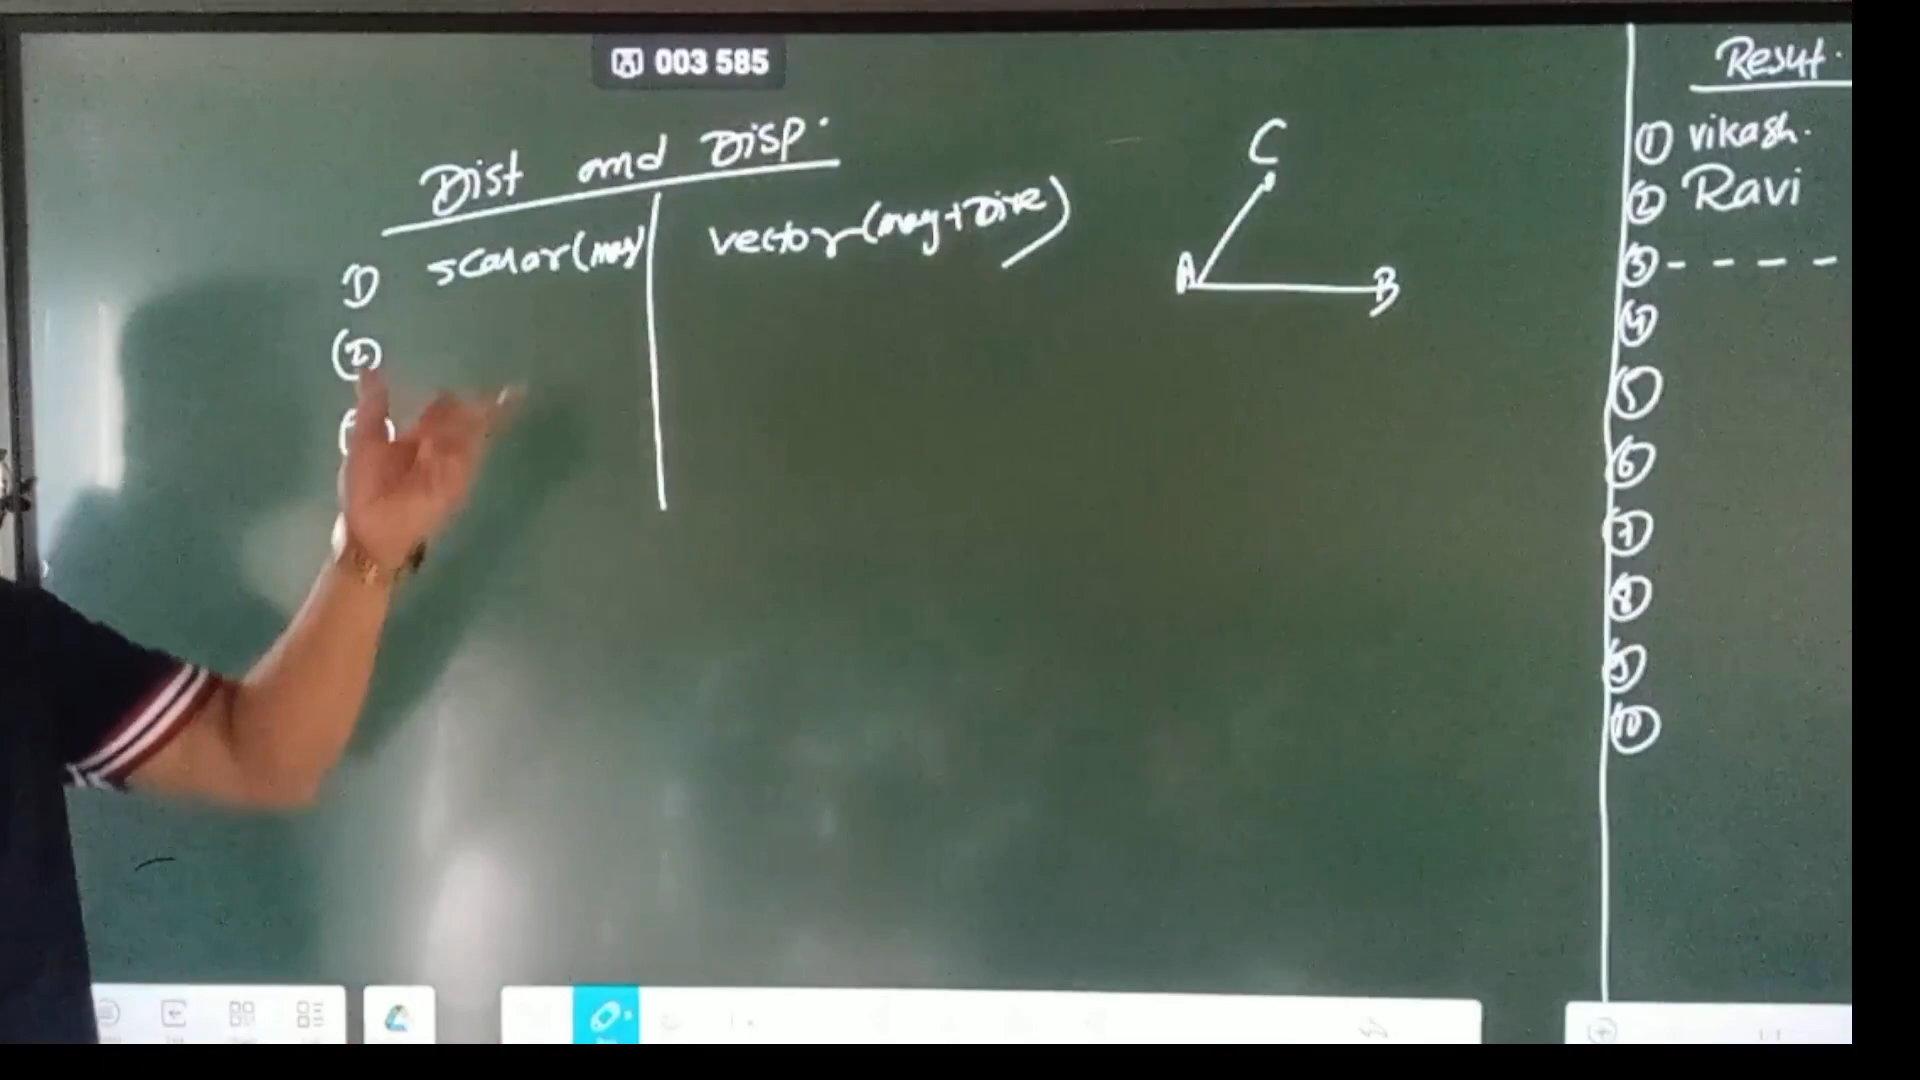 003 585
Dist and Disp.
① scalar (mag) vector (mag + Dire)
②
C
A B
Result.
① vikash.
② Ravi
③ - - - -
④
⑤
⑥
⑦
⑧
⑨
⑩